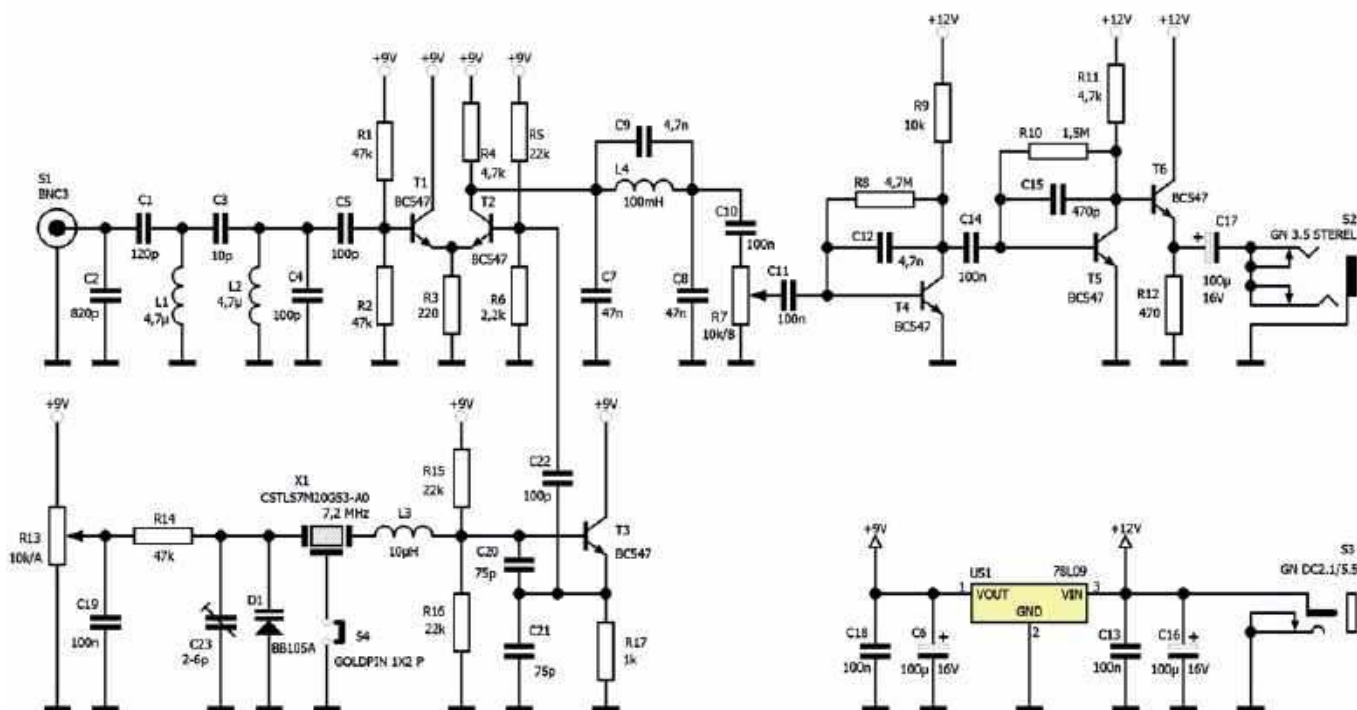 +12V +12V +12V
+9V +9V +9V +9V
R11
4,7k
R9
10k
R1
47k
R5
22k
C9 4,7n
R4
4,7k
R10 1,5M
L4
100mH
S1
BNC3
T1
BC547
T2
BC547
R8 4,7M
C15
470p
T6
BC547
C1
120p
C3
10p
C5
100p
C10
100n
C12
4,7n
C14
100n
C17
+
100µ
16V
S2
GN 3.5 STEREL
C2
820p
L1
4,7µ
L2
4,7µ
C4
100p
R2
47k
R3
220
R6
2,2k
C7
47n
C8
47n
R7
10k/B
C11
100n
T4
BC547
T5
BC547
R12
470
+9V +9V +9V
X1
CSTLS7M20G53-A0
7,2 MHz
R15
22k
C22
100p
R13
10k/A
R14
47k
L3
10µH
T3
BC547
C20
75p
C19
100n
C23
2-6p
D1
BB105A
S4
GOLDPIN 1X2 P
R16
22k
C21
75p
R17
1k
+9V +12V
US1 78L09
1 VOUT VIN 3
GND
2
S3
GN DC2.1/5.5
C18
100n
C6
+
100µ 16V
C13
100n
C16
+
100µ 16V